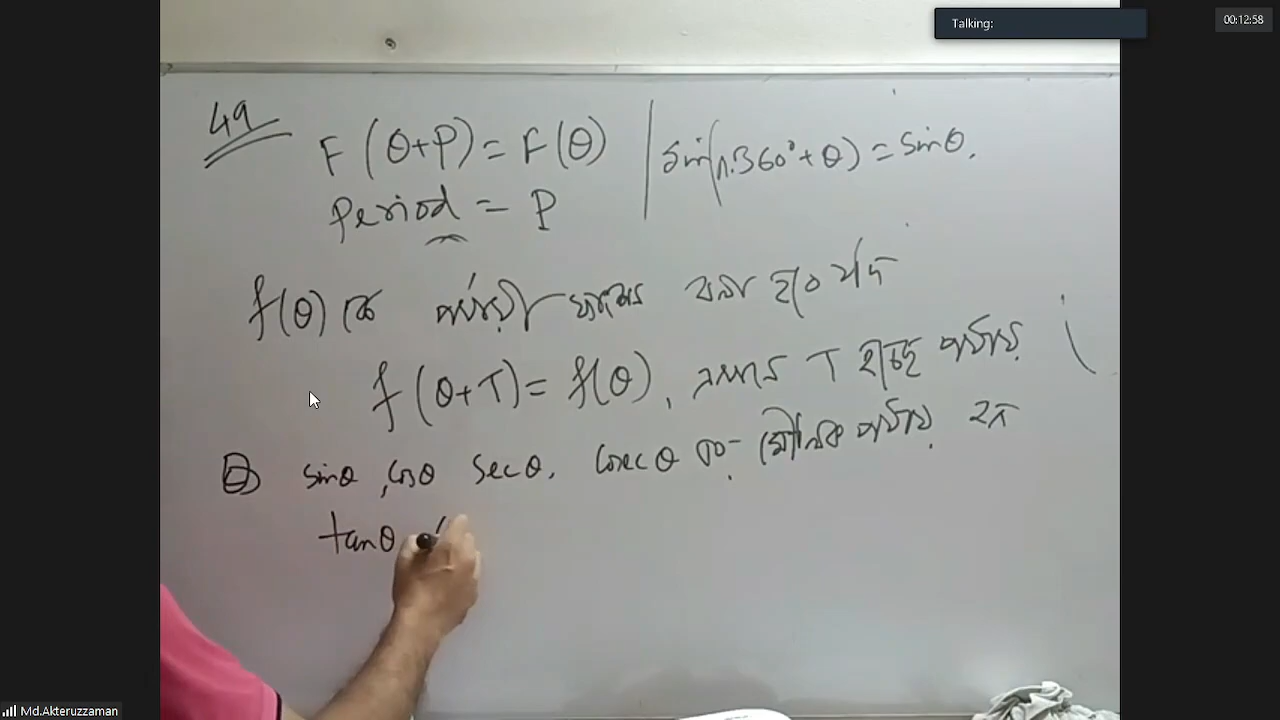 Talking:
00:12:58
49
F(θ+P) = F(θ) | sin(n.360°+θ) = sinθ.
Period = P
f(θ) কে পর্যায়ী ফাংশন বলা হবে যদি
f(θ+T) = f(θ), এখানে T হচ্ছে পর্যায় |
sinθ, cosθ secθ, cosecθ এর মৌলিক পর্যায় 2π
tanθ
Md.Akteruzzaman